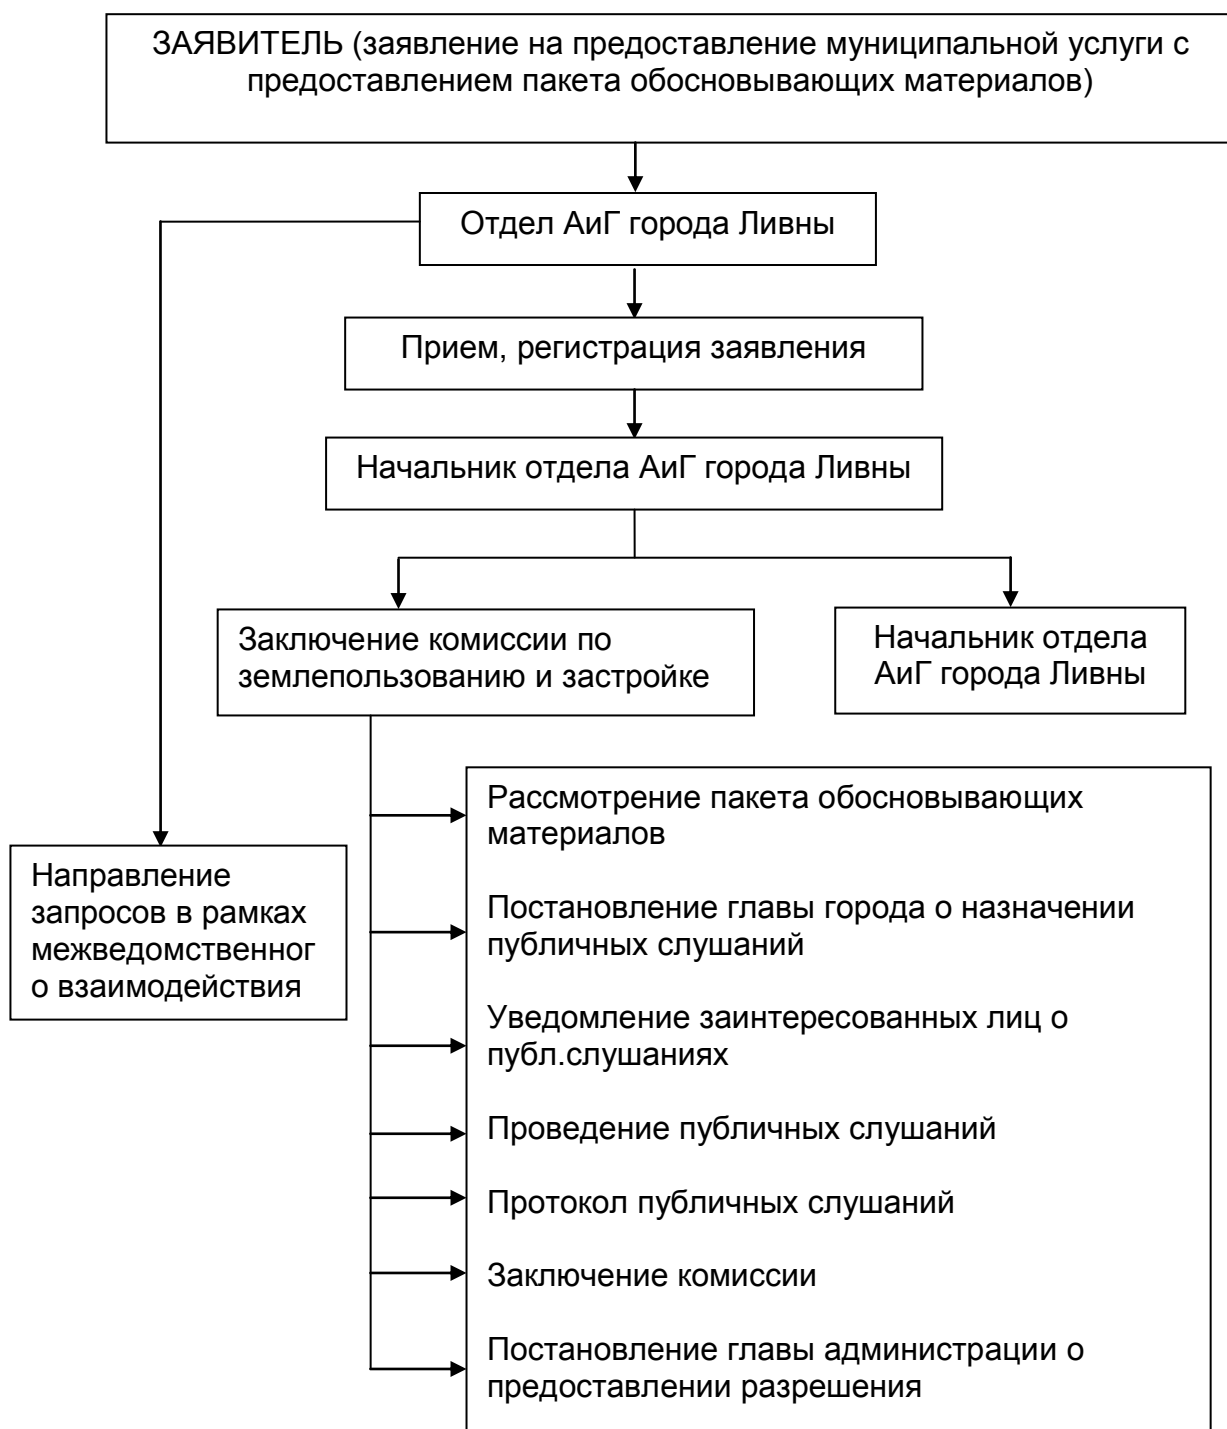 ЗАЯВИТЕЛЬ (заявление на предоставление муниципальной услуги с
предоставлением пакета обосновывающих материалов)
Отдел АиГ города Ливны
Прием, регистрация заявления
Начальник отдела АиГ города Ливны
Заключение комиссии по
землепользованию и застройке
Начальник отдела
АиГ города Ливны
Направление
запросов в рамках
межведомственног
о взаимодействия
Рассмотрение пакета обосновывающих
материалов
Постановление главы города о назначении
публичных слушаний
Уведомление заинтересованных лиц о
публ.слушаниях
Проведение публичных слушаний
Протокол публичных слушаний
Заключение комиссии
Постановление главы администрации о
предоставлении разрешения